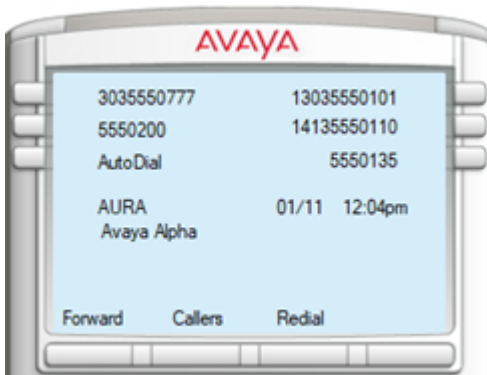 AVAYA
3035550777 13035550101
5550200 14135550110
AutoDial 5550135
AURA 01/11 12:04pm
Avaya Alpha
Forward Callers Redial